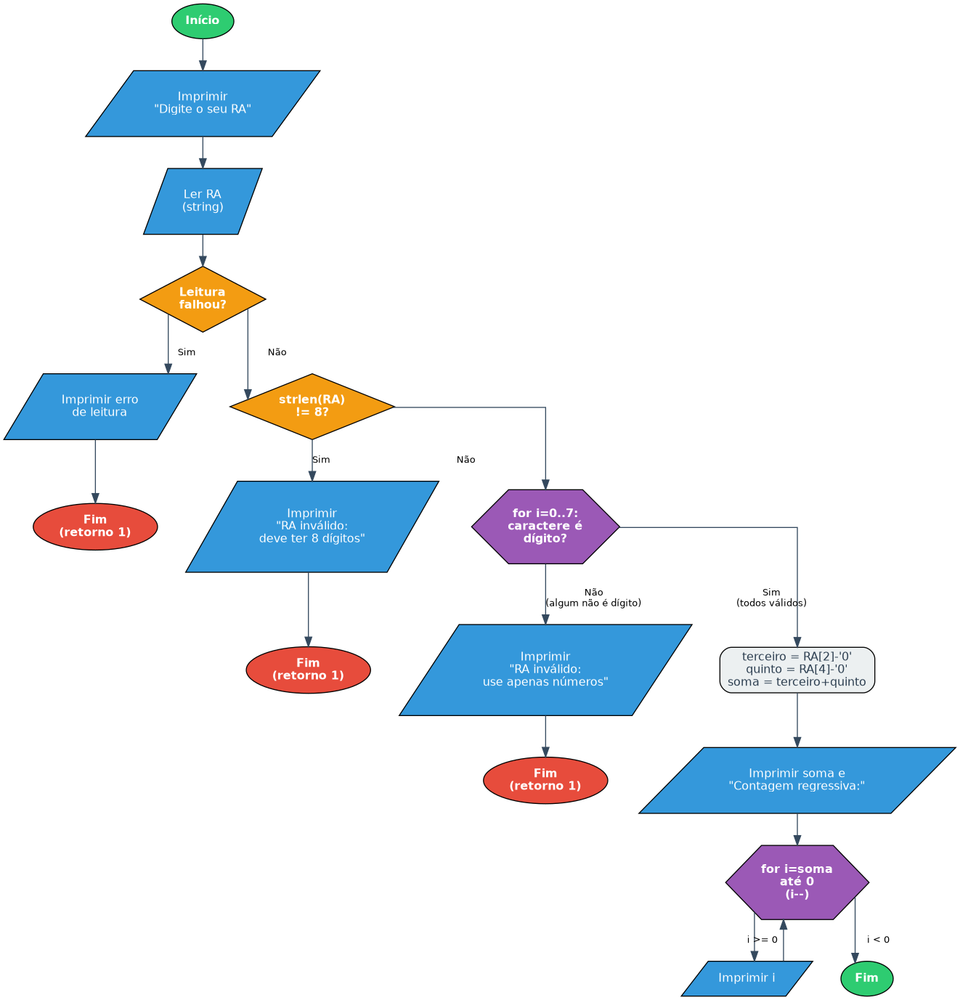 Início
Imprimir
"Digite o seu RA"
Ler RA
(string)
Leitura
falhou?
Sim
Não
Imprimir erro
de leitura
strlen(RA)
!= 8?
Sim
Não
Fim
(retorno 1)
Imprimir
"RA inválido:
deve ter 8 dígitos"
for i=0..7:
caractere é
dígito?
Não
(algum não é dígito)
Sim
(todos válidos)
Fim
(retorno 1)
Imprimir
"RA inválido:
use apenas números"
terceiro = RA[2]-'0'
quinto = RA[4]-'0'
soma = terceiro+quinto
Fim
(retorno 1)
Imprimir soma e
"Contagem regressiva:"
for i=soma
até 0
(i--)
i >= 0
i < 0
Imprimir i
Fim